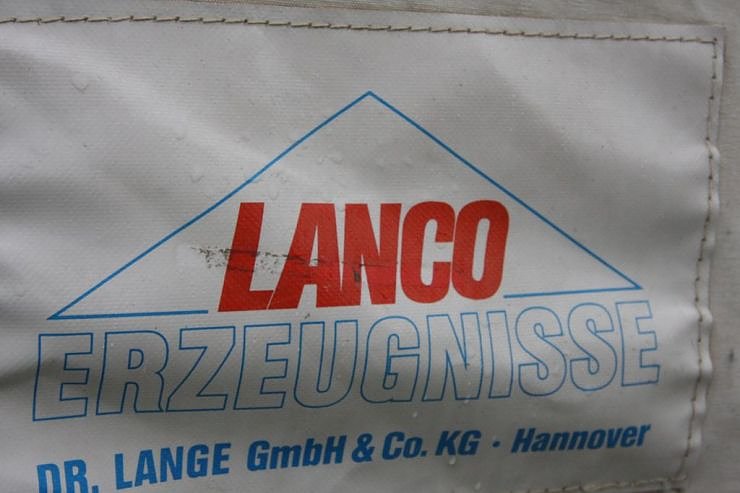 LANCO
ERZEUGNISSE
DR. LANGE GmbH & Co. KG · Hannover